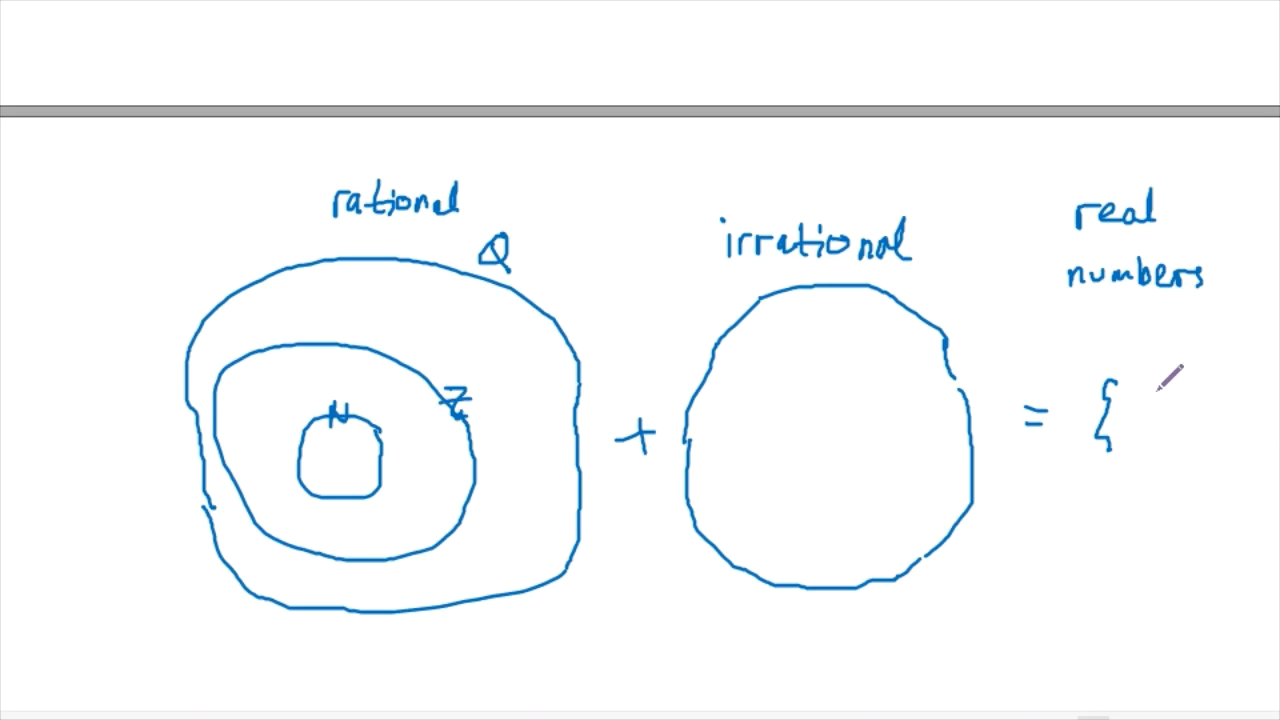 rational
Q
N
Z
+
irrational
real
numbers
= {